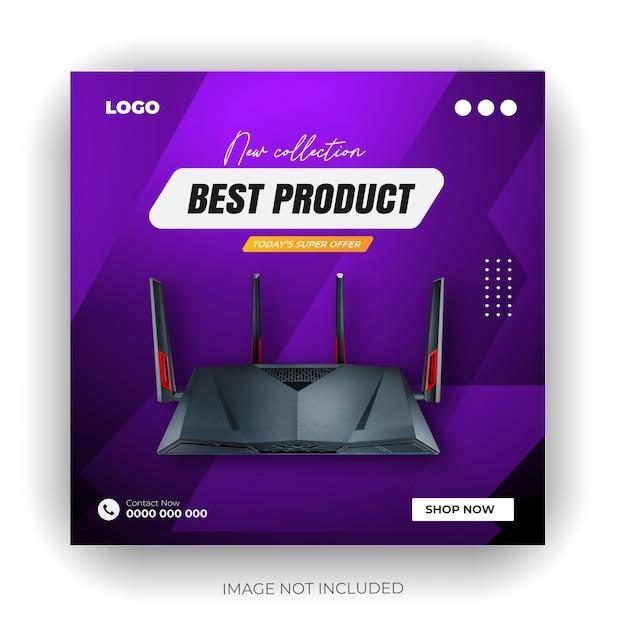 LOGO
New collection
BEST PRODUCT
TODAY'S SUPER OFFER
Contact Now
0000 000 000
SHOP NOW
IMAGE NOT INCLUDED